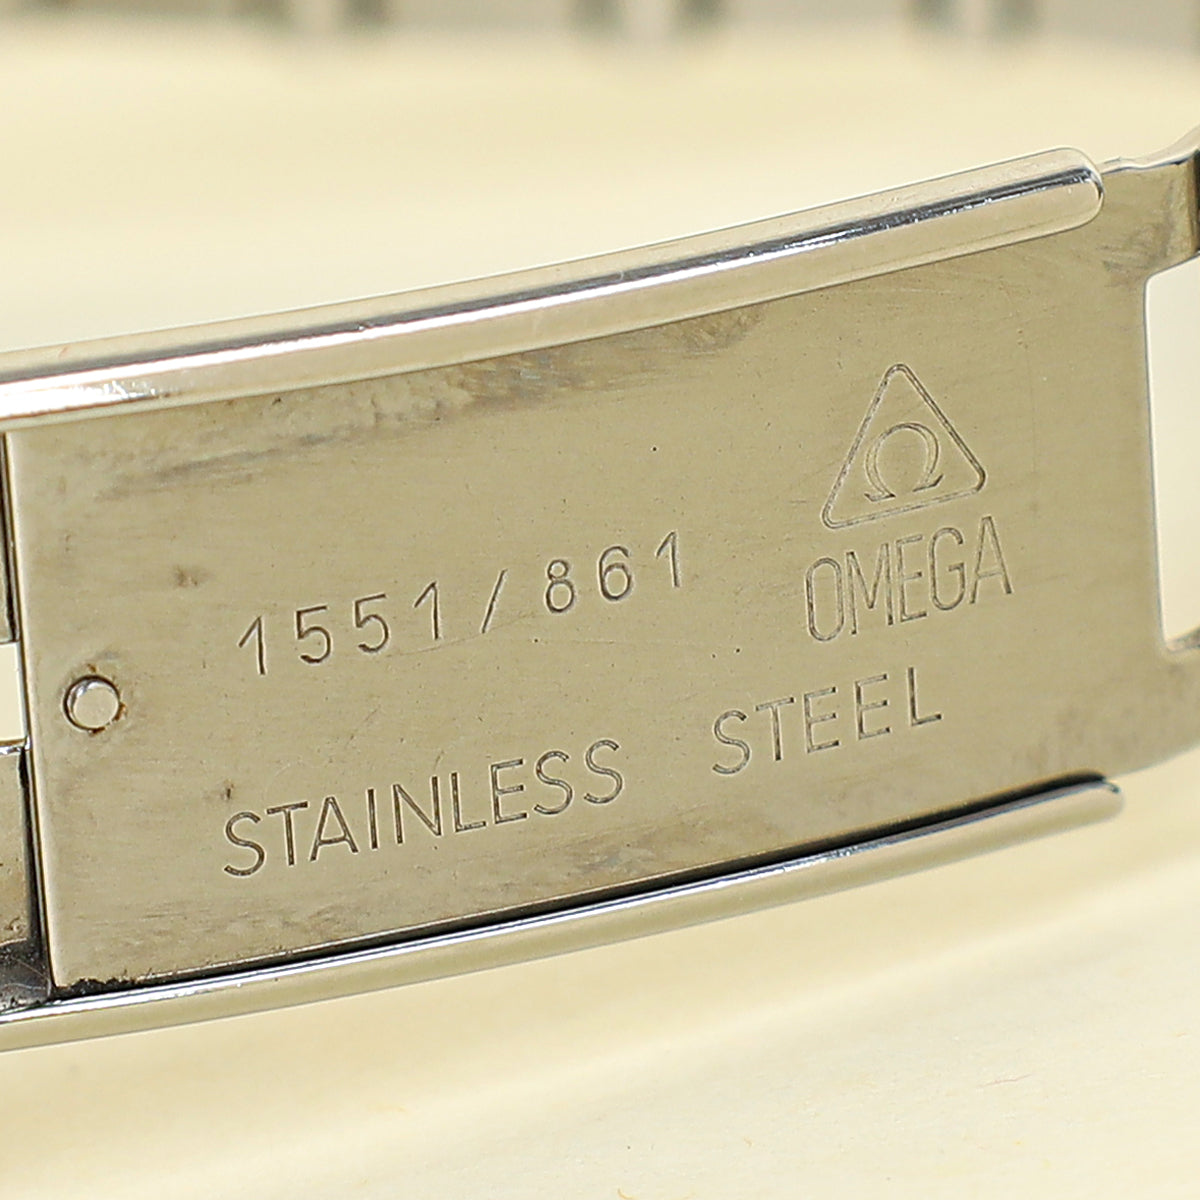 Ω
OMEGA
1551/861
STAINLESS STEEL